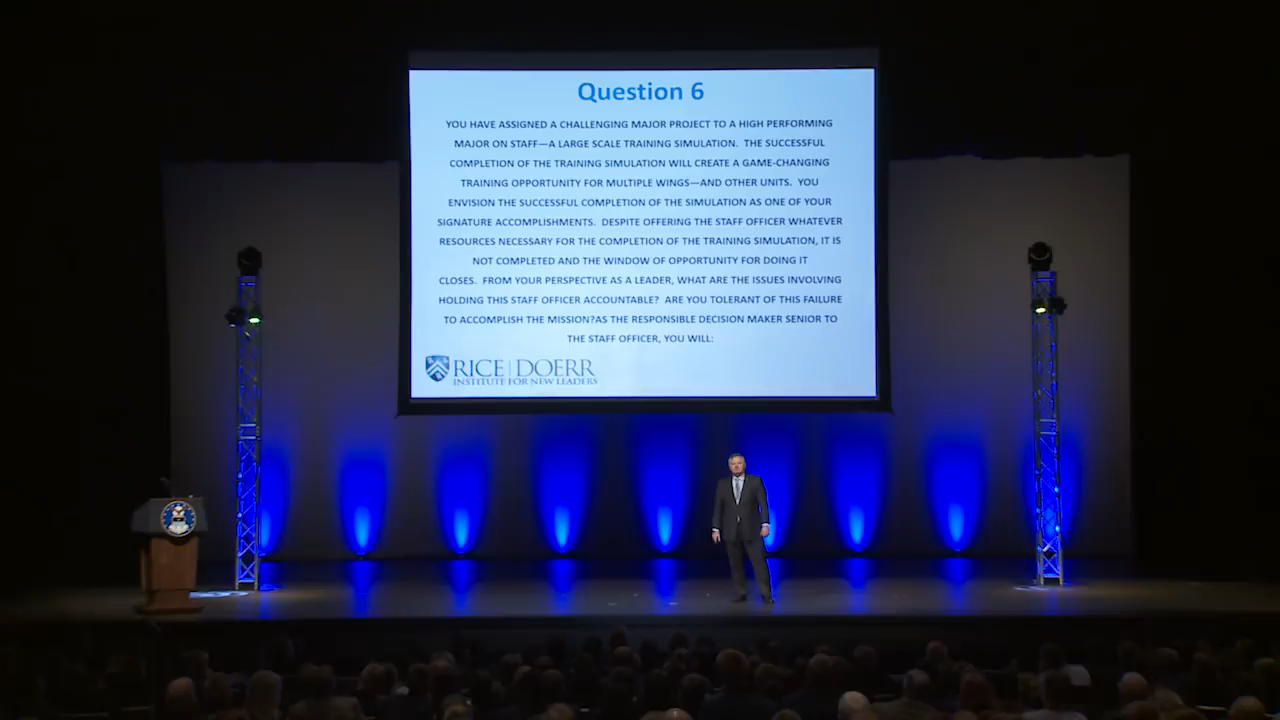 Question 6
YOU HAVE ASSIGNED A CHALLENGING MAJOR PROJECT TO A HIGH PERFORMING
MAJOR ON STAFF—A LARGE SCALE TRAINING SIMULATION. THE SUCCESSFUL
COMPLETION OF THE TRAINING SIMULATION WILL CREATE A GAME-CHANGING
TRAINING OPPORTUNITY FOR MULTIPLE WINGS—AND OTHER UNITS. YOU
ENVISION THE SUCCESSFUL COMPLETION OF THE SIMULATION AS ONE OF YOUR
SIGNATURE ACCOMPLISHMENTS. DESPITE OFFERING THE STAFF OFFICER WHATEVER
RESOURCES NECESSARY FOR THE COMPLETION OF THE TRAINING SIMULATION, IT IS
NOT COMPLETED AND THE WINDOW OF OPPORTUNITY FOR DOING IT
CLOSES. FROM YOUR PERSPECTIVE AS A LEADER, WHAT ARE THE ISSUES INVOLVING
HOLDING THIS STAFF OFFICER ACCOUNTABLE? ARE YOU TOLERANT OF THIS FAILURE
TO ACCOMPLISH THE MISSION?AS THE RESPONSIBLE DECISION MAKER SENIOR TO
THE STAFF OFFICER, YOU WILL:
RICE | DOERR
INSTITUTE FOR NEW LEADERS